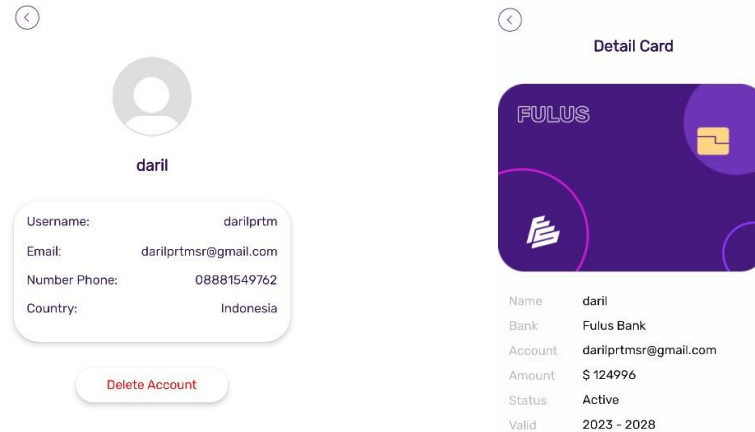 daril
Username: darilprtm
Email: darilprtmsr@gmail.com
Number Phone: 08881549762
Country: Indonesia
Delete Account
Detail Card
FULUS
Name daril
Bank Fulus Bank
Account darilprtmsr@gmail.com
Amount $ 124996
Status Active
Valid 2023 - 2028